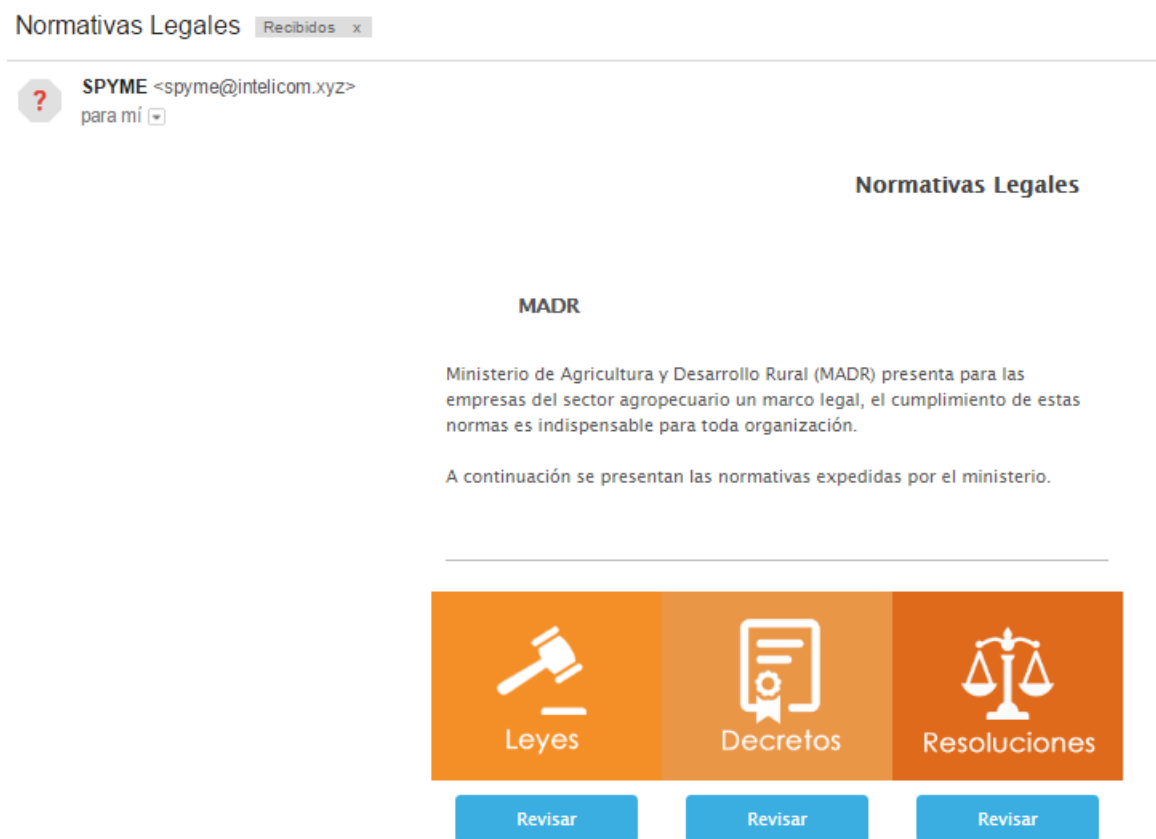 Normativas Legales Recibidos x
?
SPYME <spyme@intelicom.xyz>
para mí
Normativas Legales
MADR
Ministerio de Agricultura y Desarrollo Rural (MADR) presenta para las
empresas del sector agropecuario un marco legal, el cumplimiento de estas
normas es indispensable para toda organización.
A continuación se presentan las normativas expedidas por el ministerio.
Leyes Decretos Resoluciones
Revisar Revisar Revisar